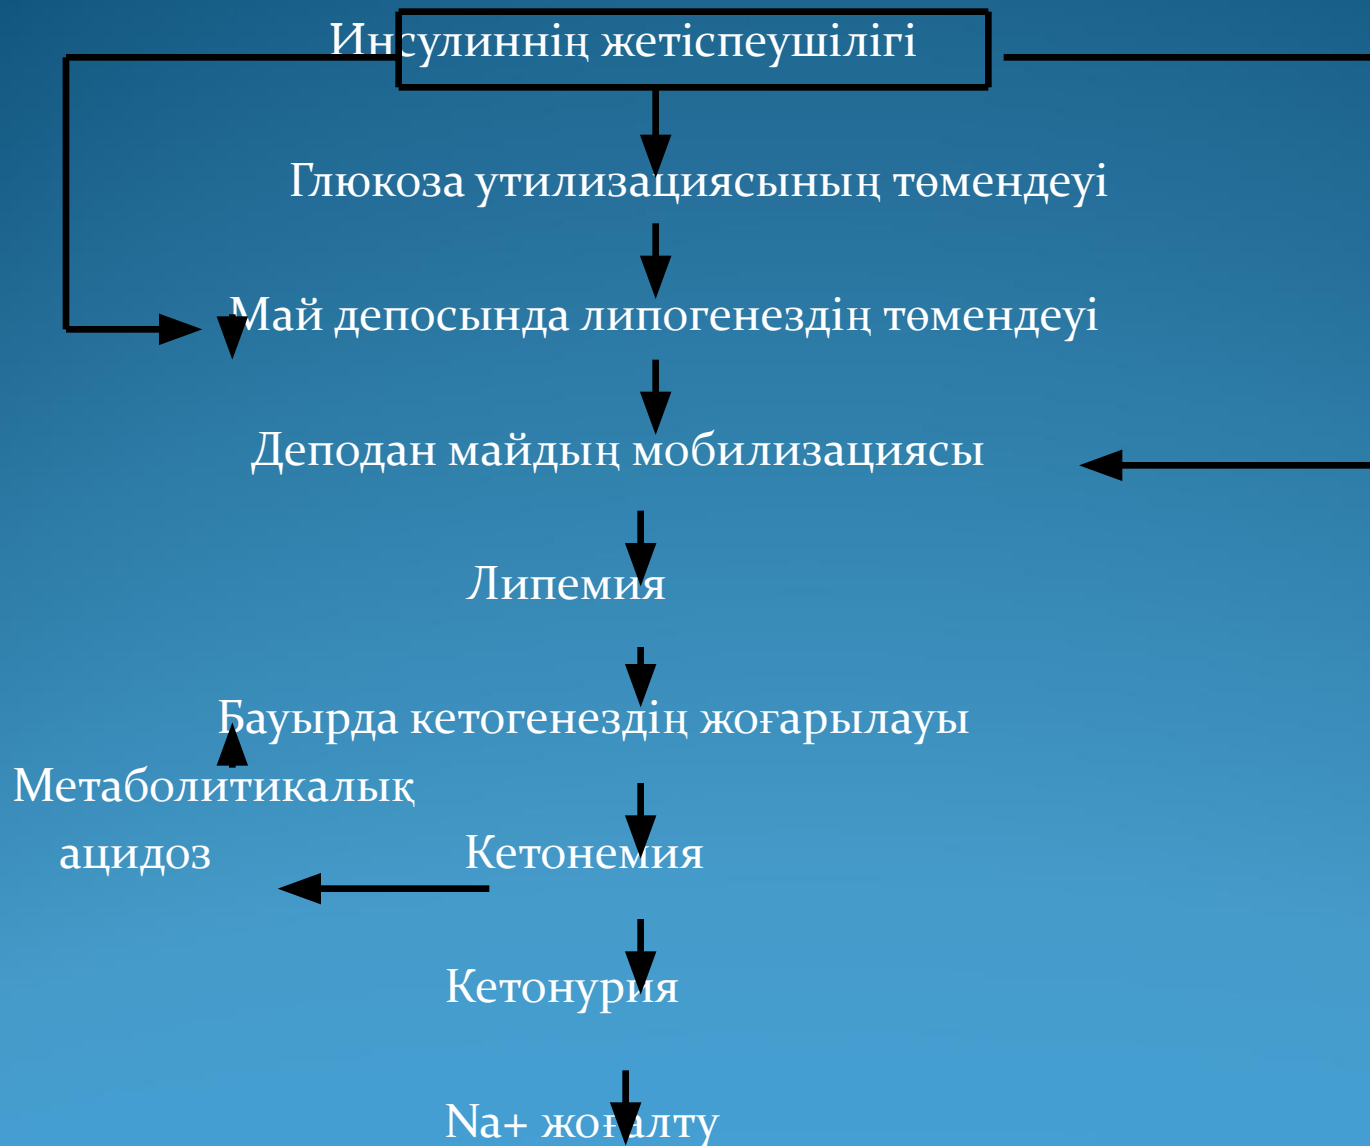 Инсулиннің жетіспеушілігі
Глюкоза утилизациясының төмендеуі
Май депосында липогенездің төмендеуі
Деподан майдың мобилизациясы
Липемия
Бауырда кетогенездің жоғарылауы
Метаболитикалық
ацидоз
Кетонемия
Кетонурия
Na+ жоғалту